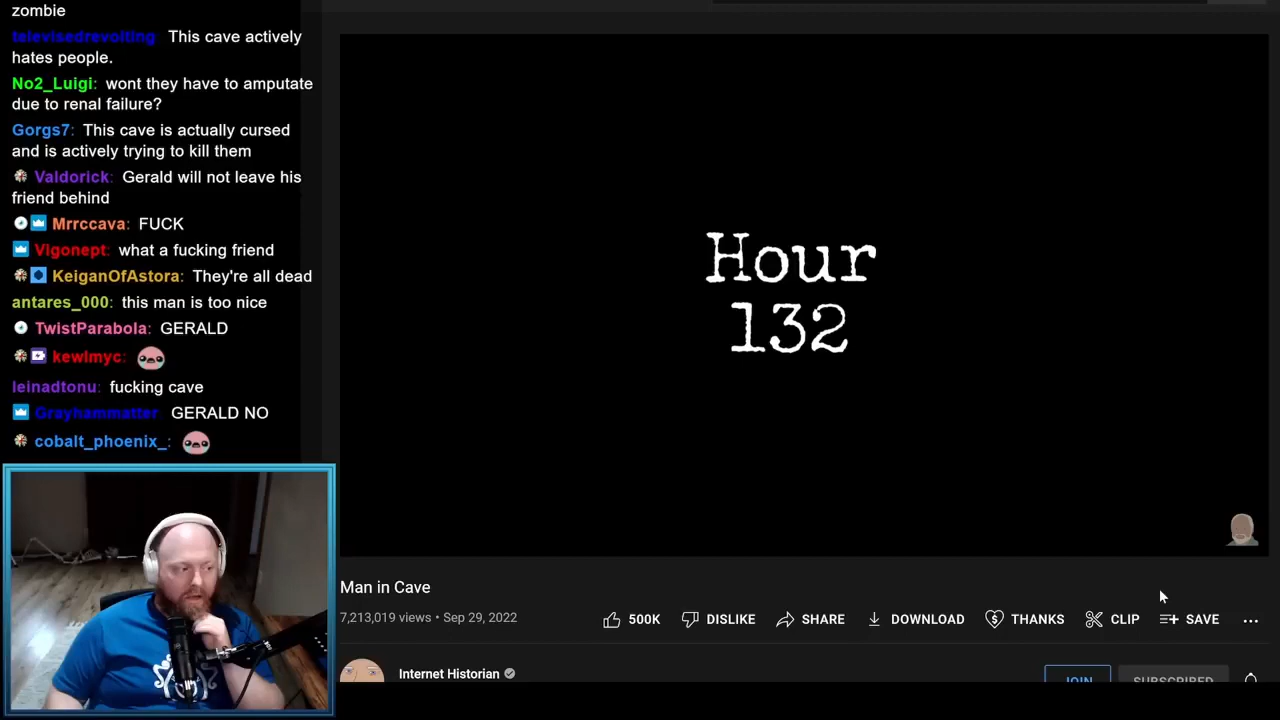 zombie
televisedrevolting This cave actively
hates people.
No2_Luigi: wont they have to amputate
due to renal failure?
Gorgs7: This cave is actually cursed
and is actively trying to kill them
Valdorick: Gerald will not leave his
friend behind
Mrrccava: FUCK
Vigonept: what a fucking friend
KeiganOfAstora: They're all dead
antares_000: this man is too nice
TwistParabola: GERALD
kewlmyc:
leinadtonu: fucking cave
Grayhammatter GERALD NO
cobalt_phoenix_:
Hour
132
Man in Cave
7,213,019 views • Sep 29, 2022
500K DISLIKE SHARE DOWNLOAD THANKS CLIP SAVE
Internet Historian
JOIN SUBSCRIBED